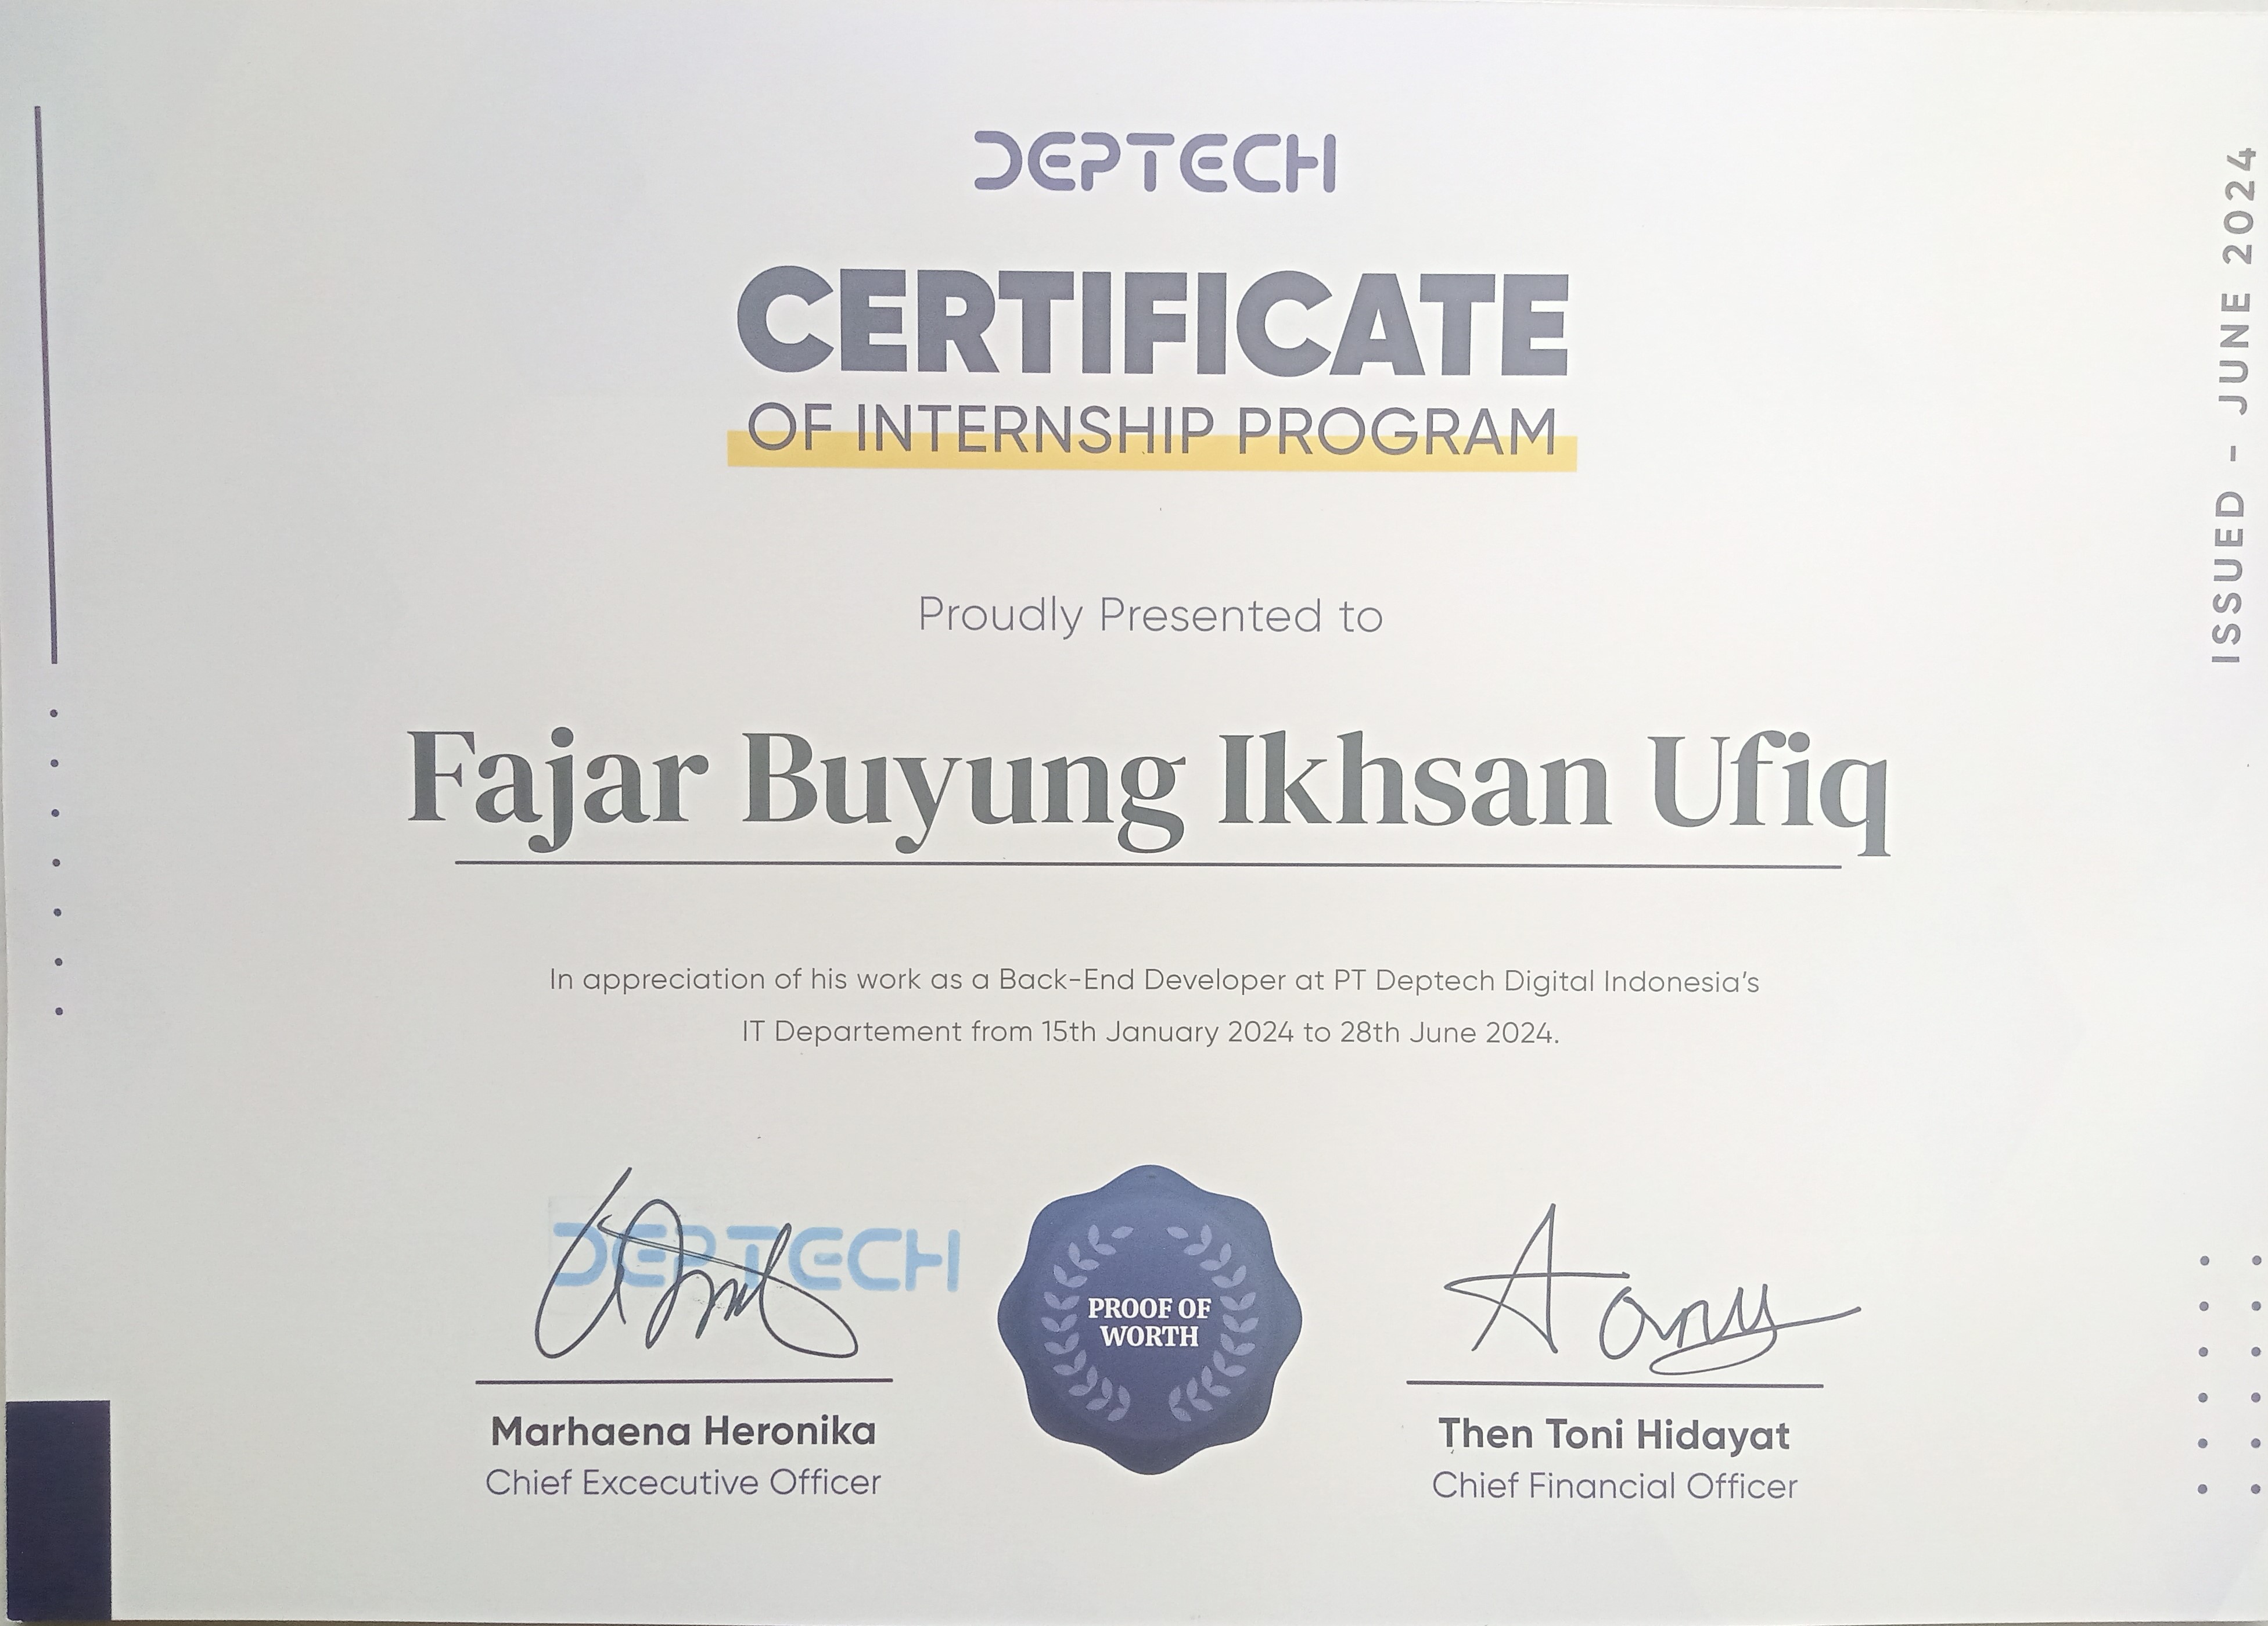 DEPTECH
CERTIFICATE
OF INTERNSHIP PROGRAM
ISSUED - JUNE 2024
Proudly Presented to
Fajar Buyung Ikhsan Ufiq
In appreciation of his work as a Back-End Developer at PT Deptech Digital Indonesia's
IT Departement from 15th January 2024 to 28th June 2024.
DEPTECH
PROOF OF
WORTH
Marhaena Heronika
Chief Excecutive Officer
Then Toni Hidayat
Chief Financial Officer